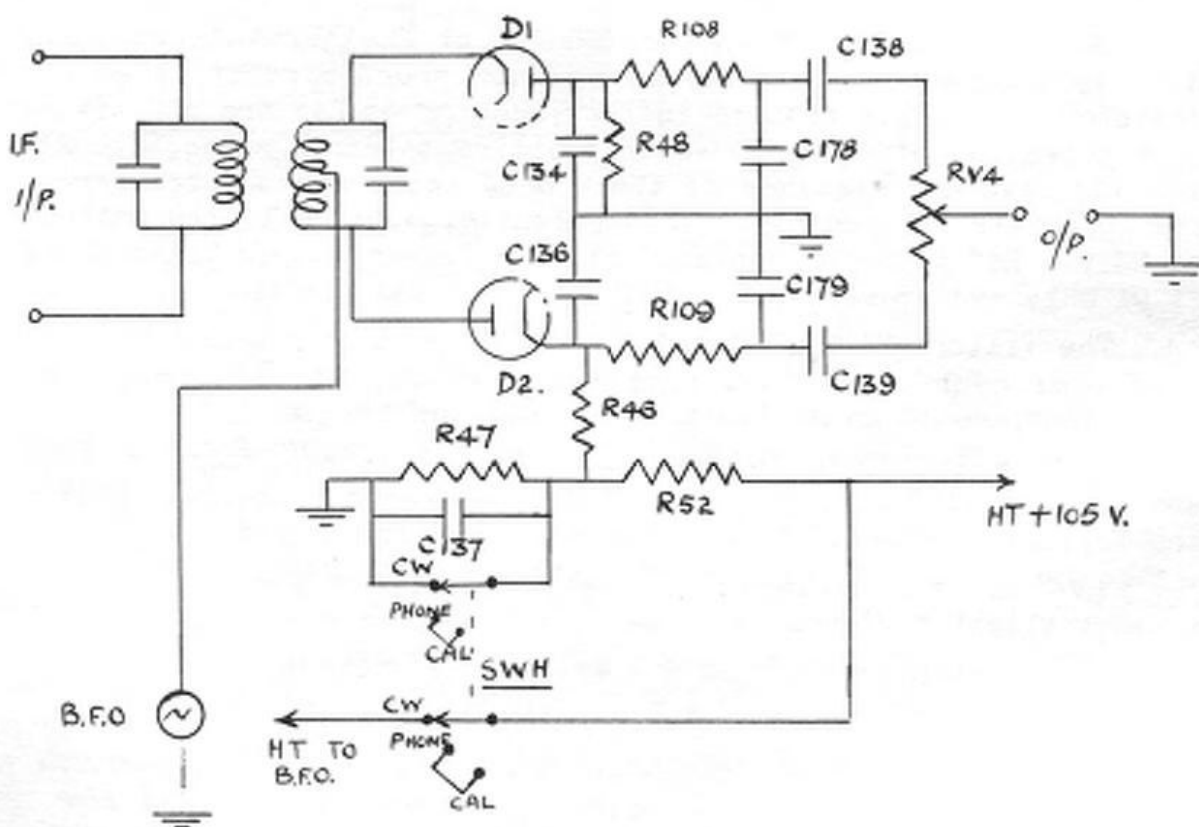 D1
R108
C138
I.F.
I/P.
C134
R48
C178
RV4
O/P.
C136
C179
R109
D2.
C139
R46
R47
R52
HT +105 V.
C137
CW
PHONE
CAL
SWH
B.F.O
CW
HT TO
B.F.O.
PHONE
CAL